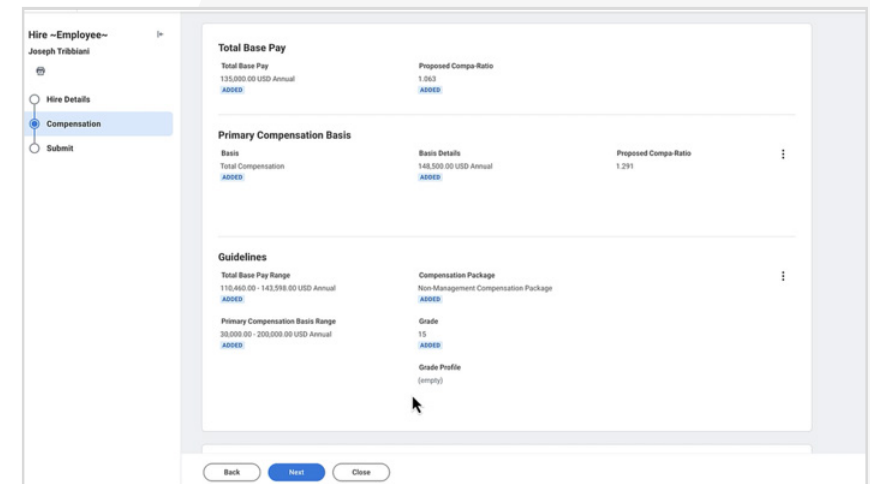 Hire ~Employee~
Joseph Tribbiani
Hire Details
Compensation
Submit
Total Base Pay
Total Base Pay Proposed Compa-Ratio
135,000.00 USD Annual 1.063
ADDED ADDED
Primary Compensation Basis
Basis Basis Details Proposed Compa-Ratio
Total Compensation 148,500.00 USD Annual 1.291
ADDED ADDED
Guidelines
Total Base Pay Range Compensation Package
110,460.00 - 143,598.00 USD Annual Non-Management Compensation Package
ADDED ADDED
Primary Compensation Basis Range Grade
30,000.00 - 200,000.00 USD Annual 15
ADDED ADDED
Grade Profile
(empty)
Back Next Close